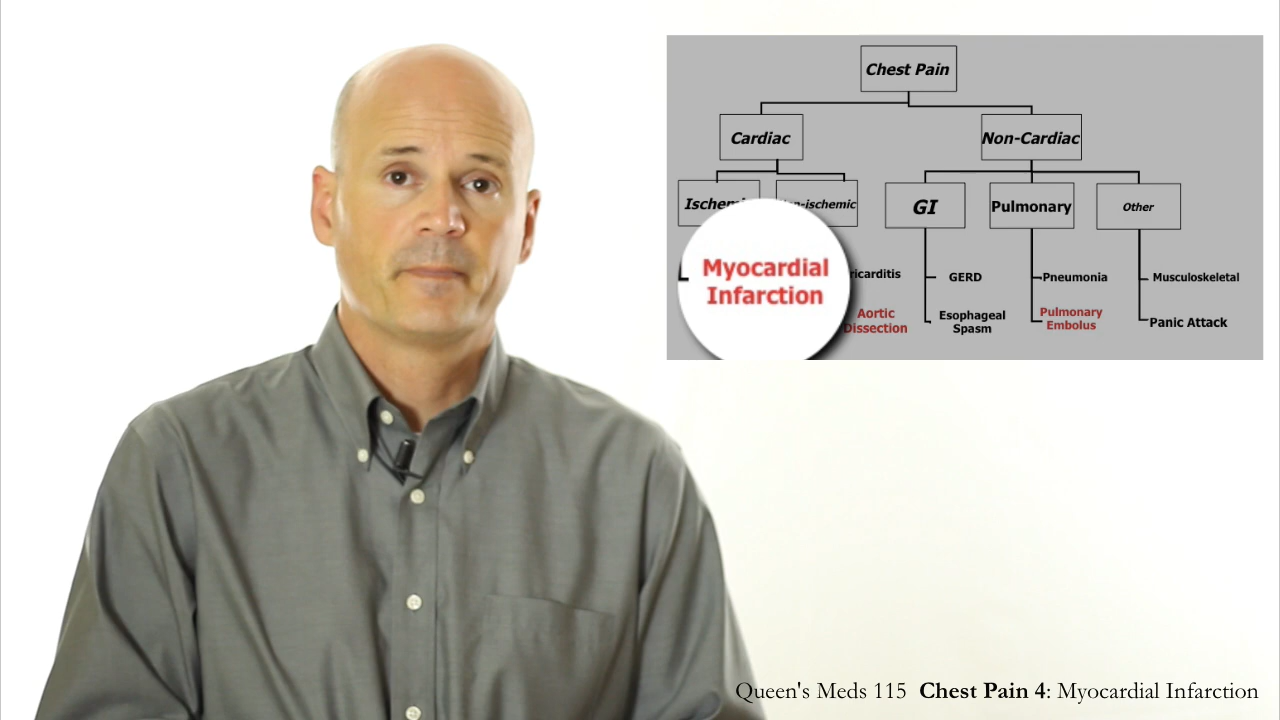 Chest Pain
Cardiac
Non-Cardiac
GI
Pulmonary
Other
Myocardial
Infarction
GERD
Pneumonia
Musculoskeletal
Aortic
Dissection
Esophageal
Spasm
Pulmonary
Embolus
Panic Attack
Queen's Meds 115 Chest Pain 4: Myocardial Infarction